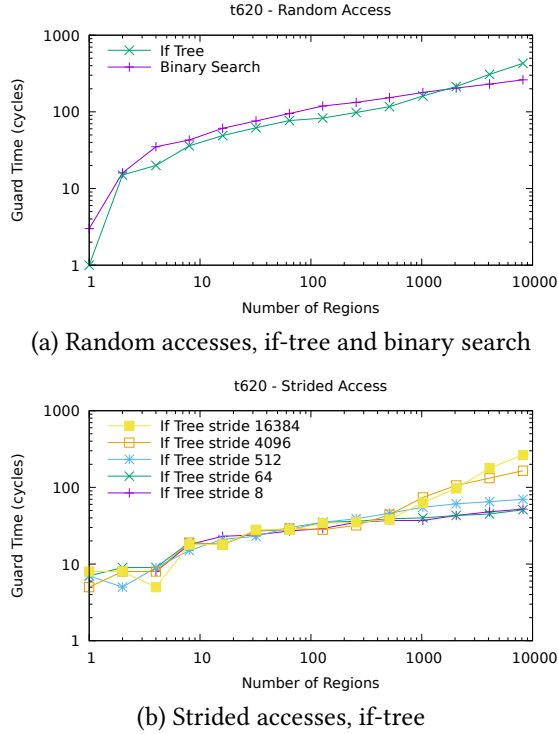 t620 - Random Access
1000
100
10
1
If Tree
Binary Search
Guard Time (cycles)
1 10 100 1000 10000
Number of Regions
(a) Random accesses, if-tree and binary search
t620 - Strided Access
1000
100
10
1
If Tree stride 16384
If Tree stride 4096
If Tree stride 512
If Tree stride 64
If Tree stride 8
Guard Time (cycles)
1 10 100 1000 10000
Number of Regions
(b) Strided accesses, if-tree